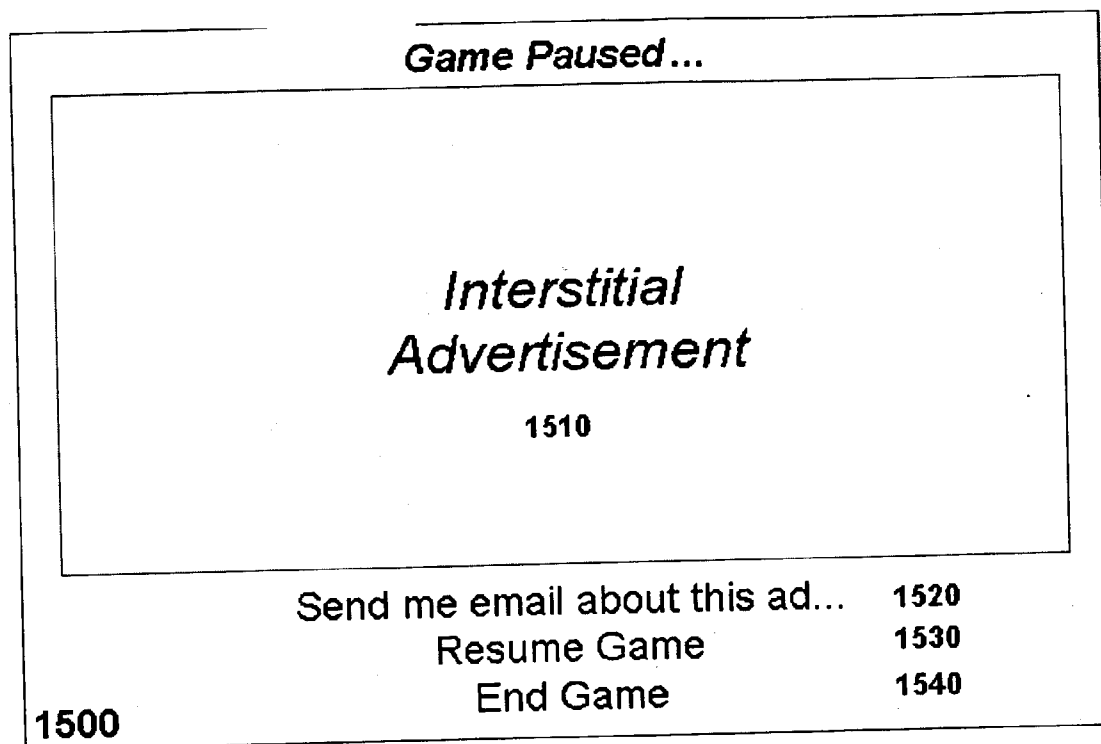 Game Paused...
Interstitial
Advertisement
1510
Send me email about this ad... 1520
Resume Game 1530
End Game 1540
1500